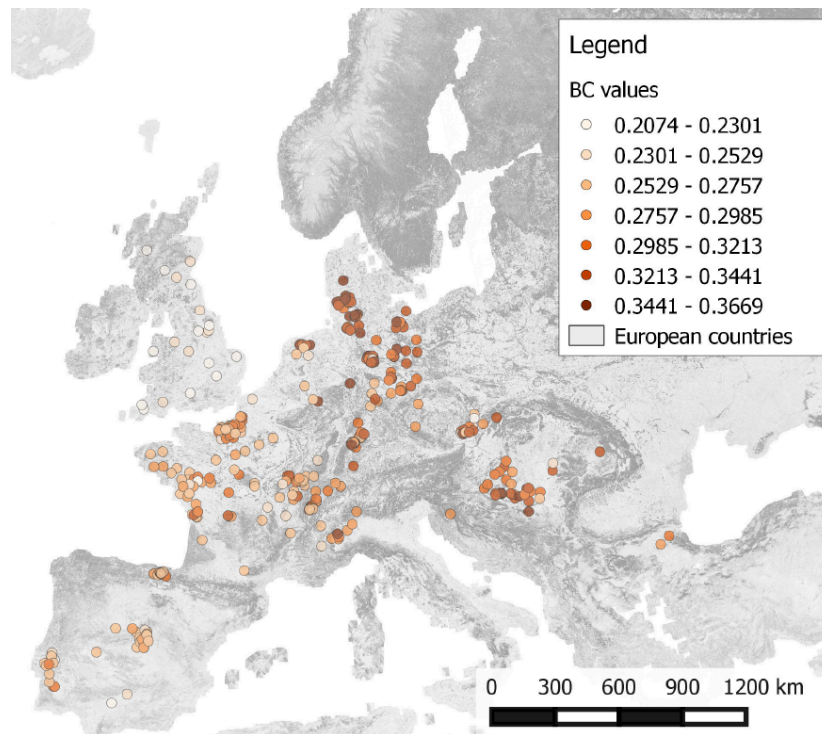 Legend
BC values
0.2074 - 0.2301
0.2301 - 0.2529
0.2529 - 0.2757
0.2757 - 0.2985
0.2985 - 0.3213
0.3213 - 0.3441
0.3441 - 0.3669
European countries
0 300 600 900 1200 km